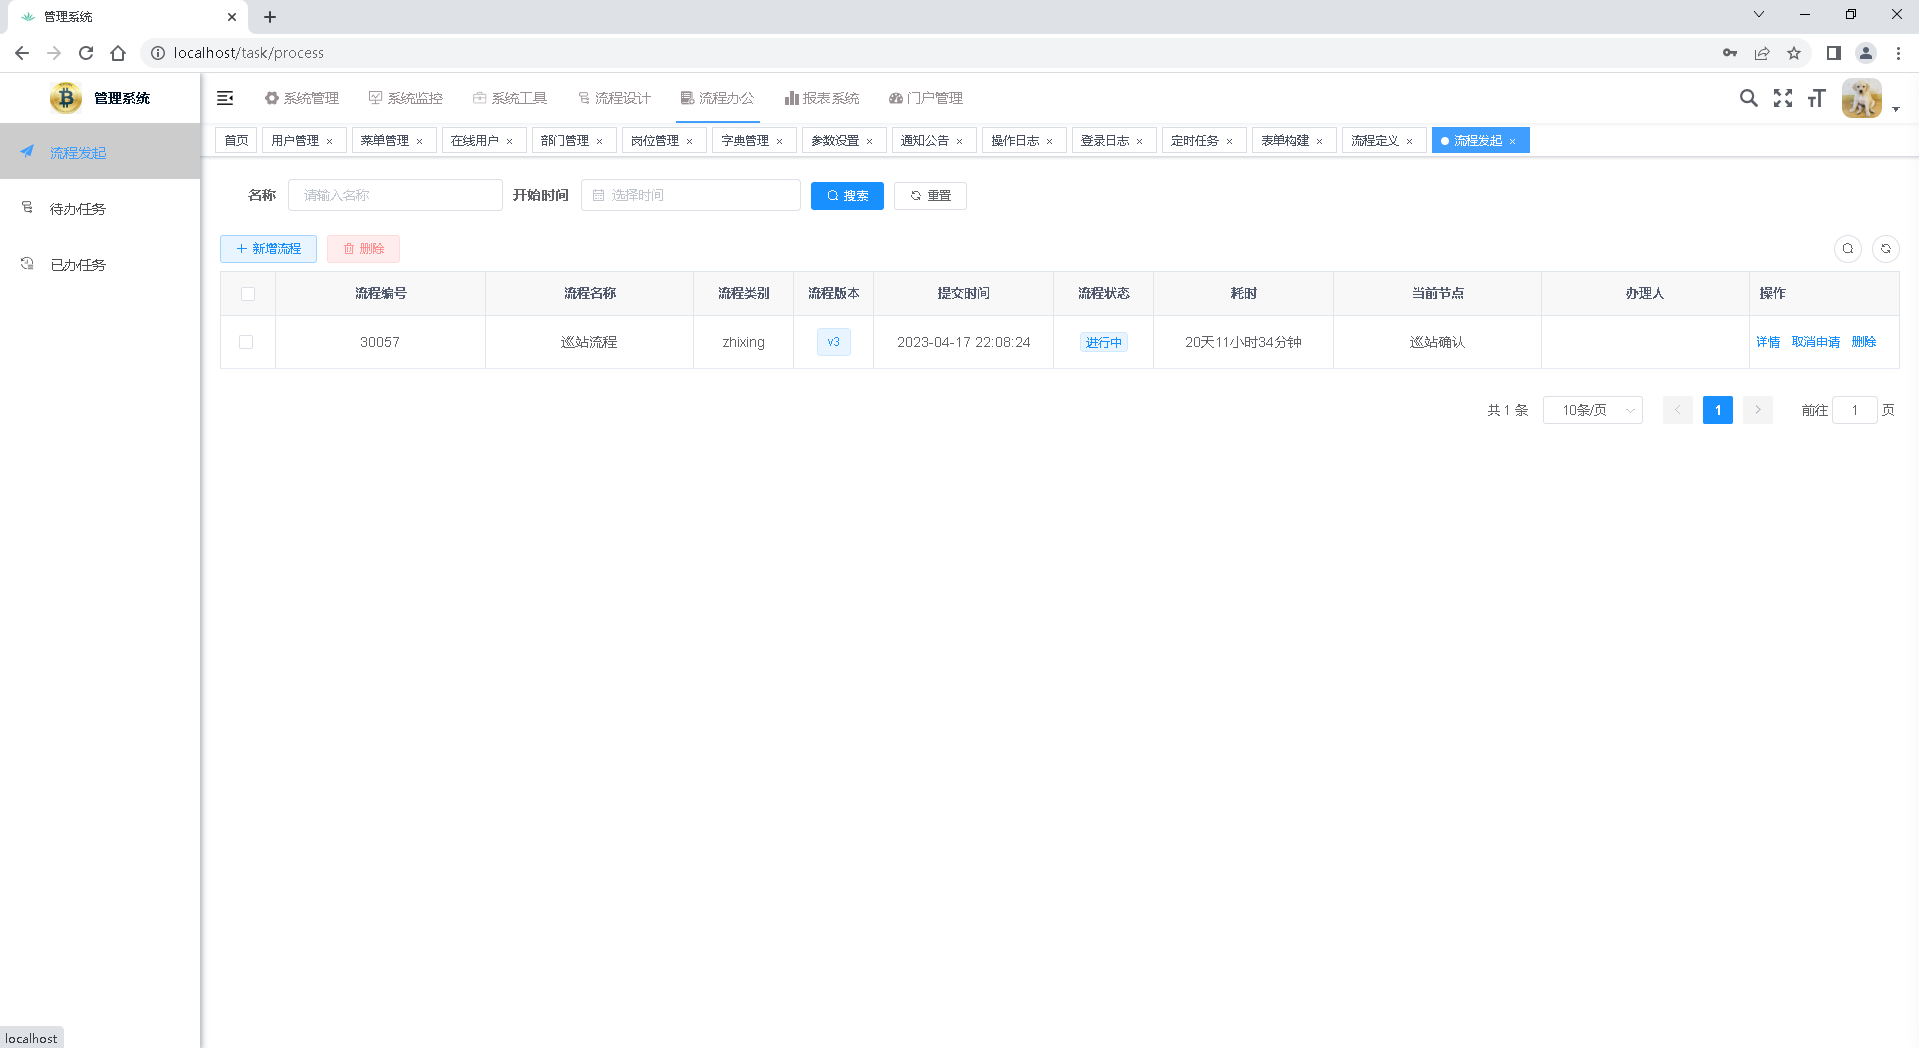 管理系统
localhost/task/process
管理系统
系统管理 系统监控 系统工具 流程设计 流程办公 报表系统 门户管理
首页 用户管理 × 菜单管理 × 在线用户 × 部门管理 × 岗位管理 × 字典管理 × 参数设置 × 通知公告 × 操作日志 × 登录日志 × 定时任务 × 表单构建 × 流程定义 × 流程发起 ×
流程发起
待办任务
已办任务
名称 请输入名称 开始时间 选择时间 搜索 重置
+ 新增流程 删除
流程编号 流程名称 流程类别 流程版本 提交时间 流程状态 耗时 当前节点 办理人 操作
30057 巡站流程 zhixing v3 2023-04-17 22:08:24 进行中 20天11小时34分钟 巡站确认 详情 取消申请 删除
共 1 条 10条/页 1 前往 1 页
localhost